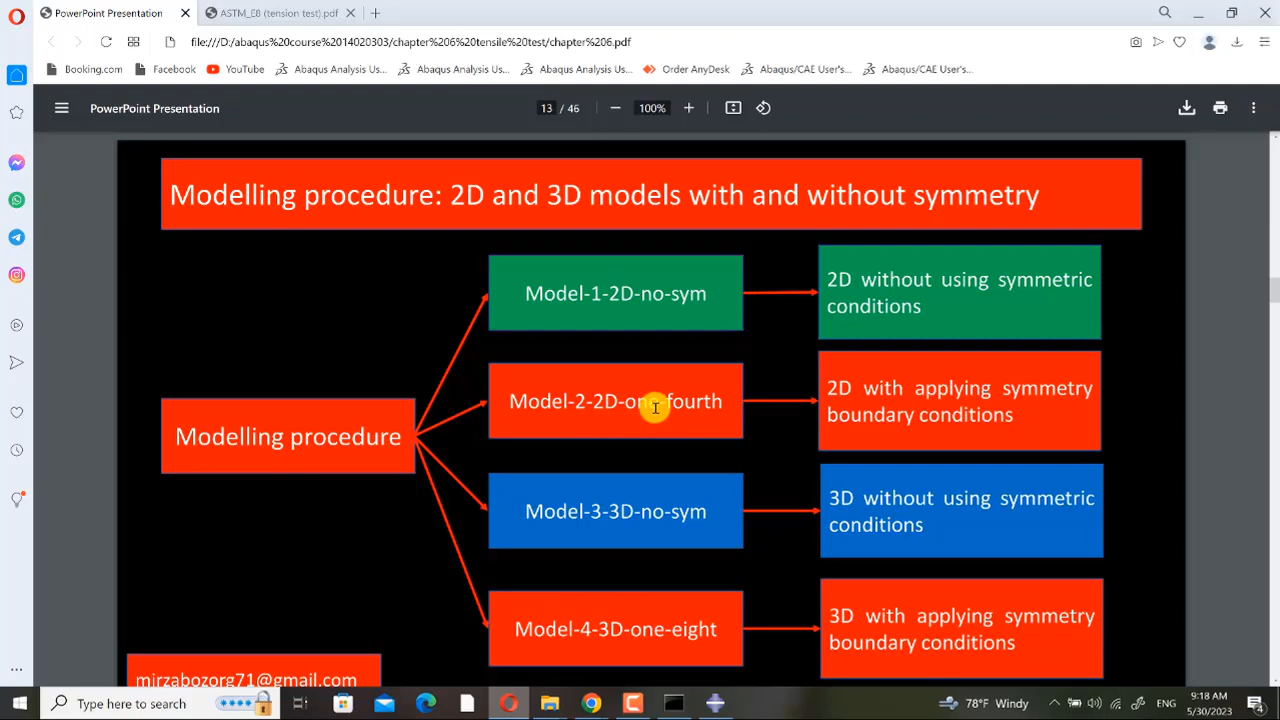 PowerPoint Presentation
ASTM_E8 (tension test).pdf
file:///D:/abaqus%20course%2014020303/chapter%206%20tensile%20test/chapter%206.pdf
Booking.com
Facebook
YouTube
Abaqus Analysis Us...
Abaqus Analysis Us...
Abaqus Analysis Us...
Order AnyDesk
Abaqus/CAE User's...
Abaqus/CAE User's...
PowerPoint Presentation
13 / 46
100%
Modelling procedure: 2D and 3D models with and without symmetry
Modelling procedure
Model-1-2D-no-sym
2D without using symmetric
conditions
Model-2-2D-one-fourth
2D with applying symmetry
boundary conditions
Model-3-3D-no-sym
3D without using symmetric
conditions
Model-4-3D-one-eight
3D with applying symmetry
boundary conditions
mirzabozorg71@gmail.com
Type here to search
78°F Windy
ENG
9:18 AM
5/30/2023
4